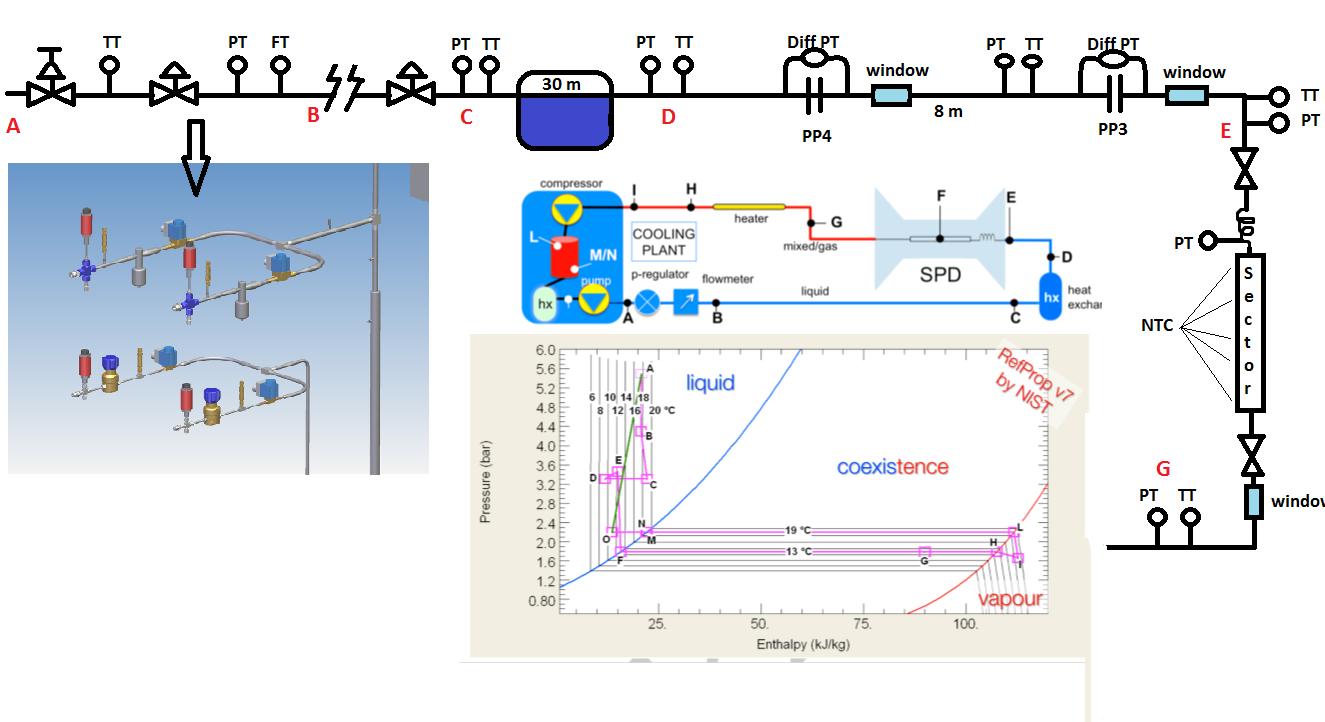 TT
PT
FT
PT
TT
30 m
PT
TT
Diff PT
window
8 m
PT
TT
Diff PT
window
TT
PT
A
B
C
D
PP4
PP3
E
PT
NTC
S
e
c
t
o
r
G
PT
TT
window
compressor
I
H
heater
G
mixed/gas
F
E
SPD
D
heat
hx
exchan
L
COOLING
PLANT
M/N
pump
hx
p-regulator
flowmeter
liquid
A
B
C
RefProp v7
by NIST
liquid
coexistence
vapour
6.0
5.6
5.2
4.8
4.4
4.0
3.6
3.2
2.8
2.4
2.0
1.6
1.2
0.80
Pressure (bar)
6 10 14 18
8 12 16 20 °C
A
B
E
D
C
N
O
M
19 °C
L
F
13 °C
G
H
I
25.
50.
75.
100.
Enthalpy (kJ/kg)